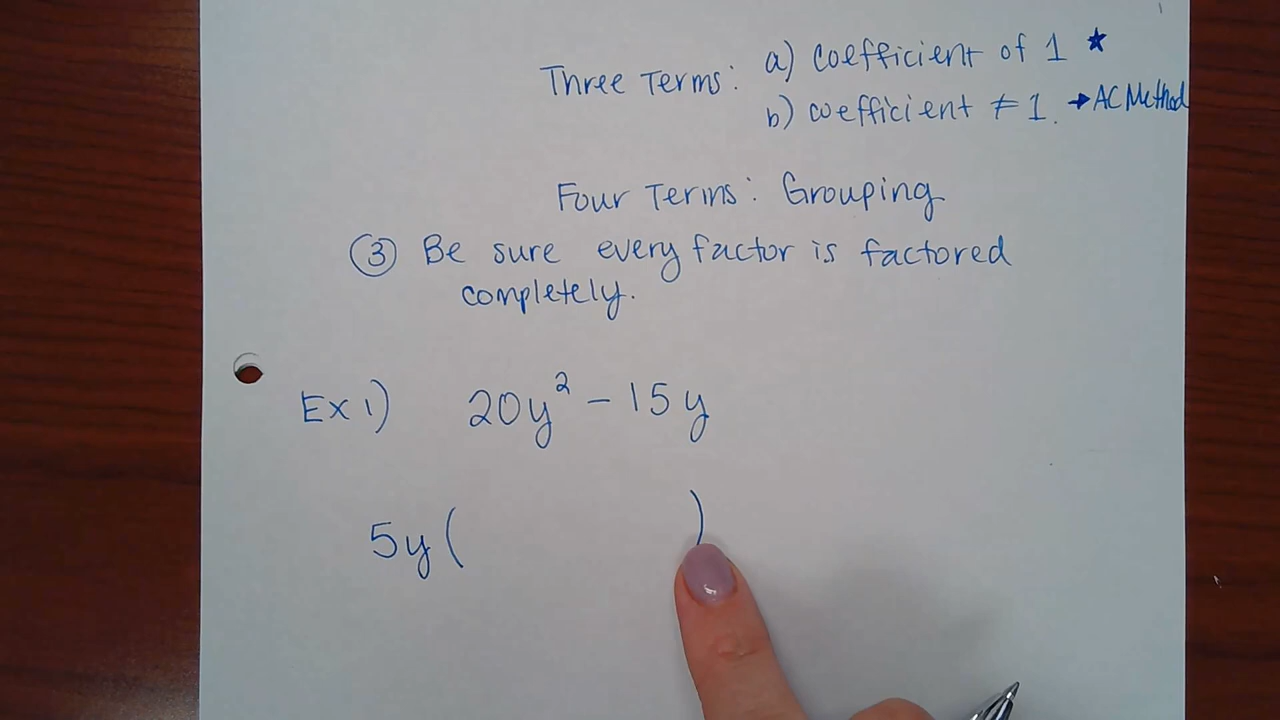 Three Terms: a) coefficient of 1 ★
b) coefficient ≠ 1. → AC Method
Four Terms: Grouping
③ Be sure every factor is factored
completely.
Ex 1) 20y² - 15y
5y( )